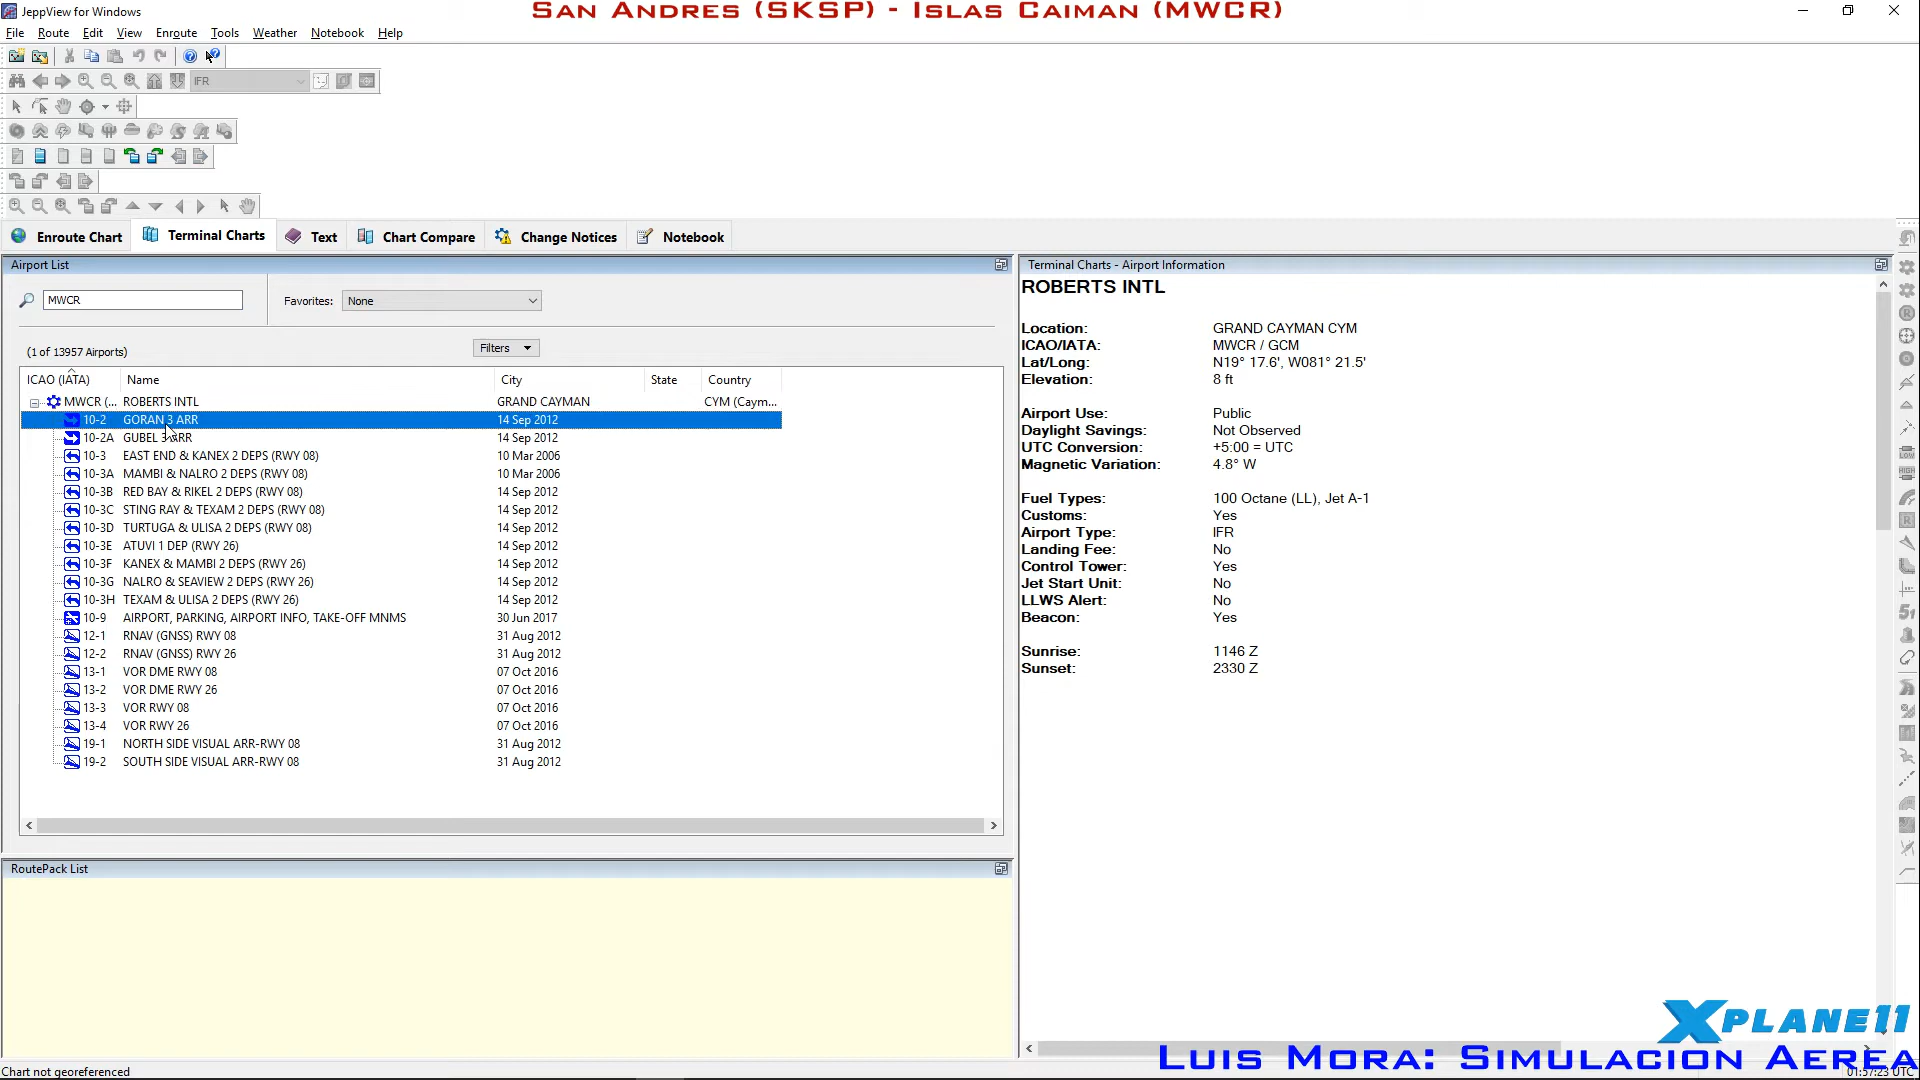 JeppView for Windows
San Andres (SKSP) - Islas Caiman (MWCR)
File Route Edit View Enroute Tools Weather Notebook Help
IFR
Enroute Chart Terminal Charts Text Chart Compare Change Notices Notebook
Airport List
MWCR
Favorites: None
(1 of 13957 Airports)
Filters
ICAO (IATA) Name City State Country
MWCR (... ROBERTS INTL GRAND CAYMAN CYM (Caym...
10-2 GORAN 3 ARR 14 Sep 2012
10-2A GUBEL 3 ARR 14 Sep 2012
10-3 EAST END & KANEX 2 DEPS (RWY 08) 10 Mar 2006
10-3A MAMBI & NALRO 2 DEPS (RWY 08) 10 Mar 2006
10-3B RED BAY & RIKEL 2 DEPS (RWY 08) 14 Sep 2012
10-3C STING RAY & TEXAM 2 DEPS (RWY 08) 14 Sep 2012
10-3D TURTUGA & ULISA 2 DEPS (RWY 08) 14 Sep 2012
10-3E ATUVI 1 DEP (RWY 26) 14 Sep 2012
10-3F KANEX & MAMBI 2 DEPS (RWY 26) 14 Sep 2012
10-3G NALRO & SEAVIEW 2 DEPS (RWY 26) 14 Sep 2012
10-3H TEXAM & ULISA 2 DEPS (RWY 26) 14 Sep 2012
10-9 AIRPORT, PARKING, AIRPORT INFO, TAKE-OFF MNMS 30 Jun 2017
12-1 RNAV (GNSS) RWY 08 31 Aug 2012
12-2 RNAV (GNSS) RWY 26 31 Aug 2012
13-1 VOR DME RWY 08 07 Oct 2016
13-2 VOR DME RWY 26 07 Oct 2016
13-3 VOR RWY 08 07 Oct 2016
13-4 VOR RWY 26 07 Oct 2016
19-1 NORTH SIDE VISUAL ARR-RWY 08 31 Aug 2012
19-2 SOUTH SIDE VISUAL ARR-RWY 08 31 Aug 2012
RoutePack List
Terminal Charts - Airport Information
ROBERTS INTL
Location: GRAND CAYMAN CYM
ICAO/IATA: MWCR / GCM
Lat/Long: N19° 17.6', W081° 21.5'
Elevation: 8 ft
Airport Use: Public
Daylight Savings: Not Observed
UTC Conversion: +5:00 = UTC
Magnetic Variation: 4.8° W
Fuel Types: 100 Octane (LL), Jet A-1
Customs: Yes
Airport Type: IFR
Landing Fee: No
Control Tower: Yes
Jet Start Unit: No
LLWS Alert: No
Beacon: Yes
Sunrise: 1146 Z
Sunset: 2330 Z
XPLANE11
Luis Mora: Simulacion Aerea
Chart not georeferenced
01:57:23 UTC